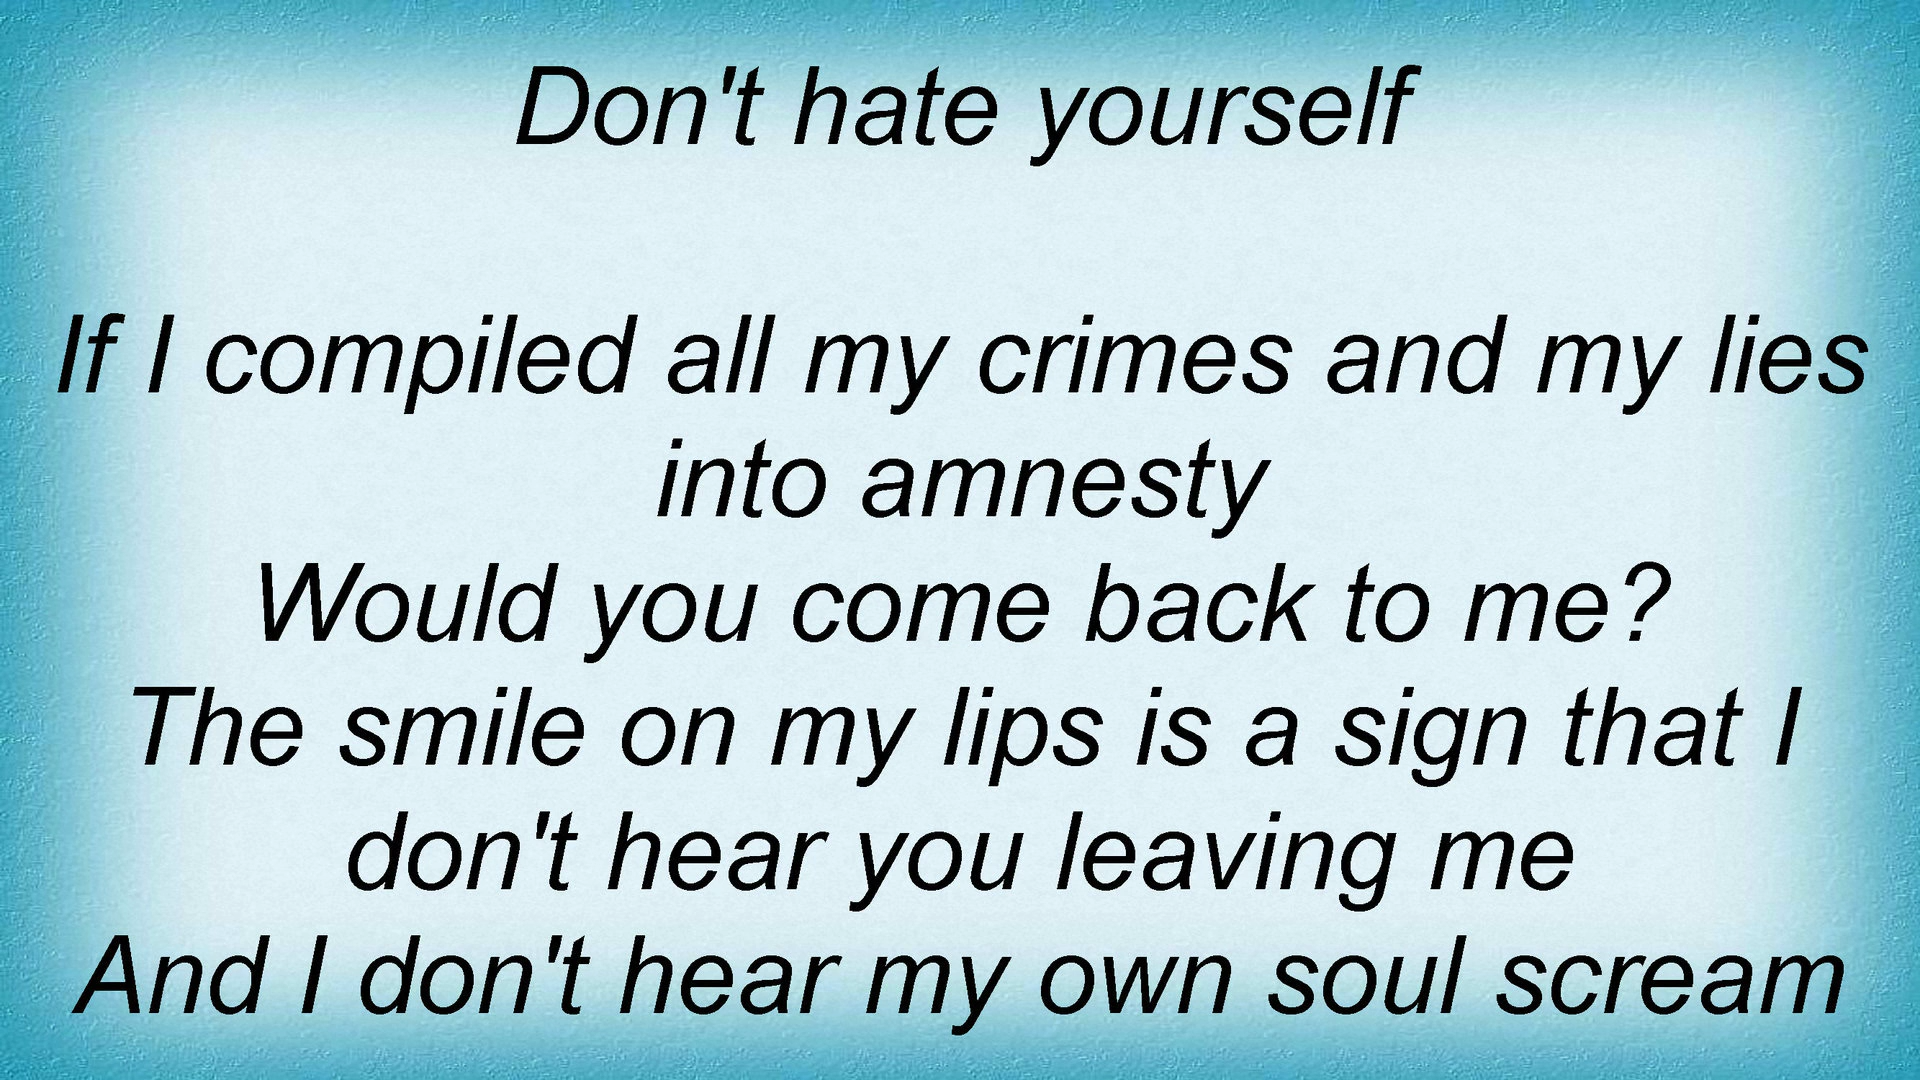 Don't hate yourself
If I compiled all my crimes and my lies
into amnesty
Would you come back to me?
The smile on my lips is a sign that I
don't hear you leaving me
And I don't hear my own soul scream